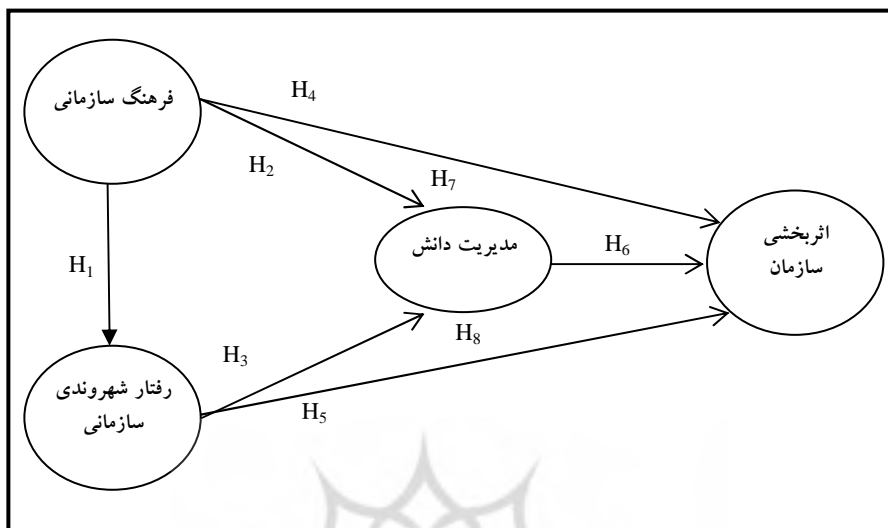 فرهنگ سازمانی
H₄
H₂
H₇
مدیریت دانش
H₆
اثربخشی
سازمان
H₁
H₃
H₈
رفتار شهروندی
سازمانی
H₅